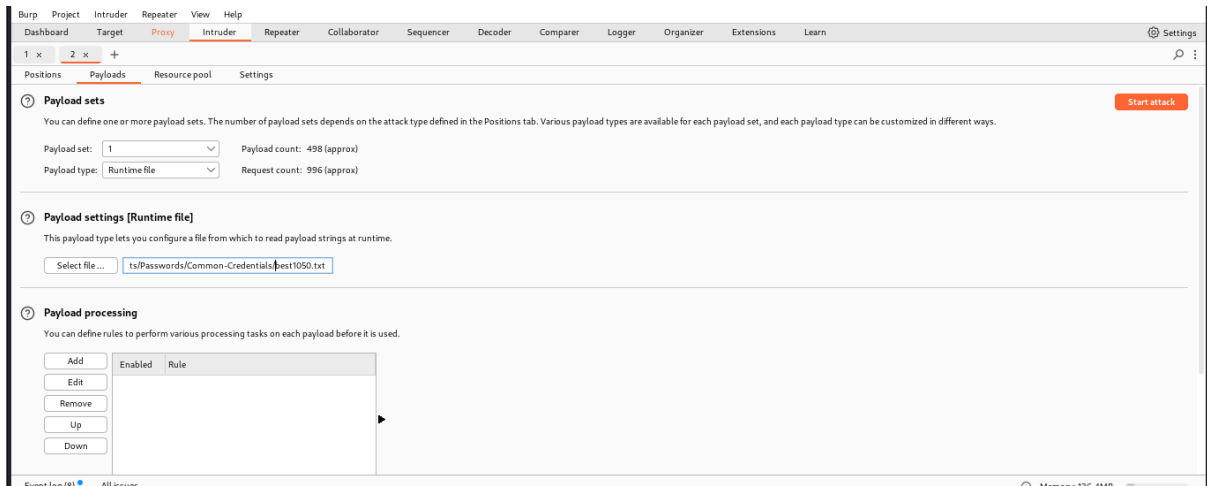 Burp Project Intruder Repeater View Help
Dashboard Target Proxy Intruder Repeater Collaborator Sequencer Decoder Comparer Logger Organizer Extensions Learn Settings
1 × 2 × +
Positions Payloads Resource pool Settings
? Payload sets Start attack
You can define one or more payload sets. The number of payload sets depends on the attack type defined in the Positions tab. Various payload types are available for each payload set, and each payload type can be customized in different ways.
Payload set: 1 Payload count: 498 (approx)
Payload type: Runtime file Request count: 996 (approx)
? Payload settings [Runtime file]
This payload type lets you configure a file from which to read payload strings at runtime.
Select file ... ts/Passwords/Common-Credentials/best1050.txt
? Payload processing
You can define rules to perform various processing tasks on each payload before it is used.
Add Enabled Rule
Edit
Remove
Up
Down
Event log (8) All issues Memory: 136.4MB